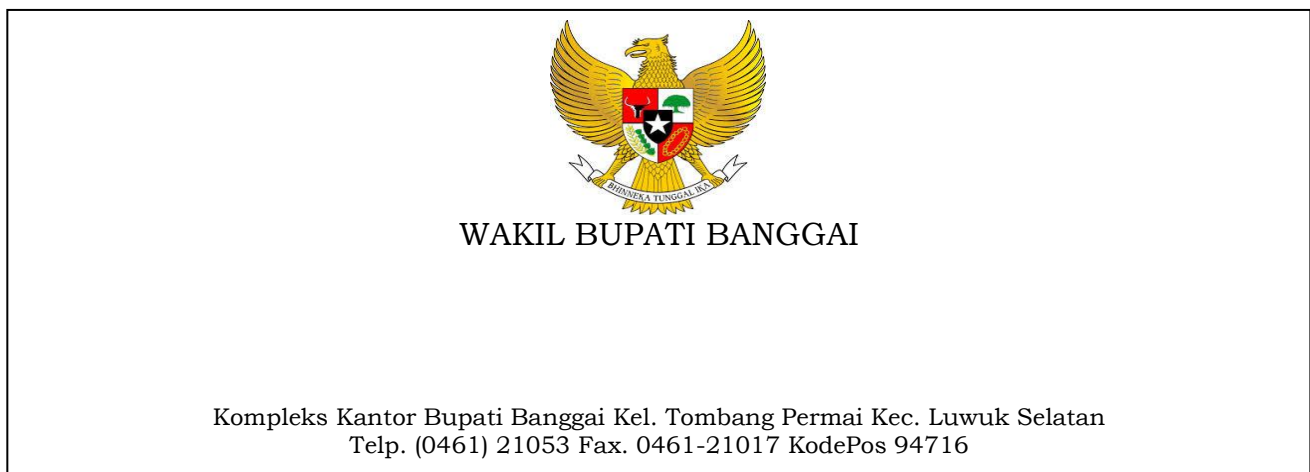 BHINNEKA TUNGGAL IKA
WAKIL BUPATI BANGGAI
Kompleks Kantor Bupati Banggai Kel. Tombang Permai Kec. Luwuk Selatan
Telp. (0461) 21053 Fax. 0461-21017 KodePos 94716